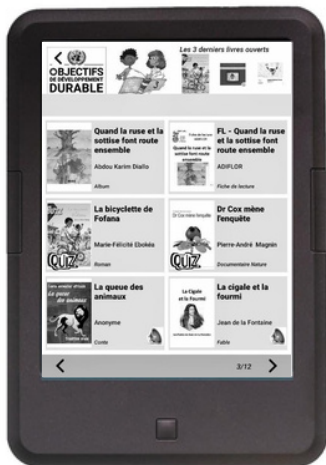 Les 3 derniers livres ouverts
OBJECTIFS
DE DÉVELOPPEMENT
DURABLE
Quand la ruse et la
sottise font route
ensemble
Abdou Karim Diallo
Album
FL - Quand la ruse
et la sottise font
route ensemble
ADIFLOR
Fiche de lecture
La bicyclette de
Fofana
Marie-Félicité Ebokéa
Roman
QUIZ
Dr Cox mène
l'enquête
Pierre-André Magnin
Documentaire Nature
QUIZ
La queue des
animaux
Anonyme
Conte
La cigale et la
fourmi
Jean de la Fontaine
Fable
La Cigale
et la Fourmi
3/12